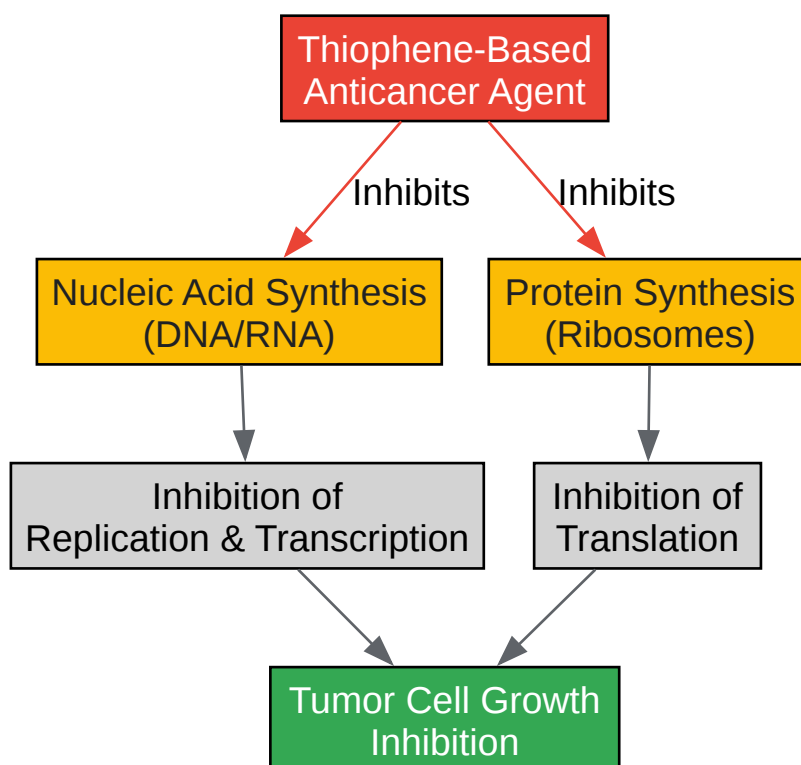 Thiophene-Based
Anticancer Agent
Inhibits
Inhibits
Nucleic Acid Synthesis
(DNA/RNA)
Protein Synthesis
(Ribosomes)
Inhibition of
Replication & Transcription
Inhibition of
Translation
Tumor Cell Growth
Inhibition